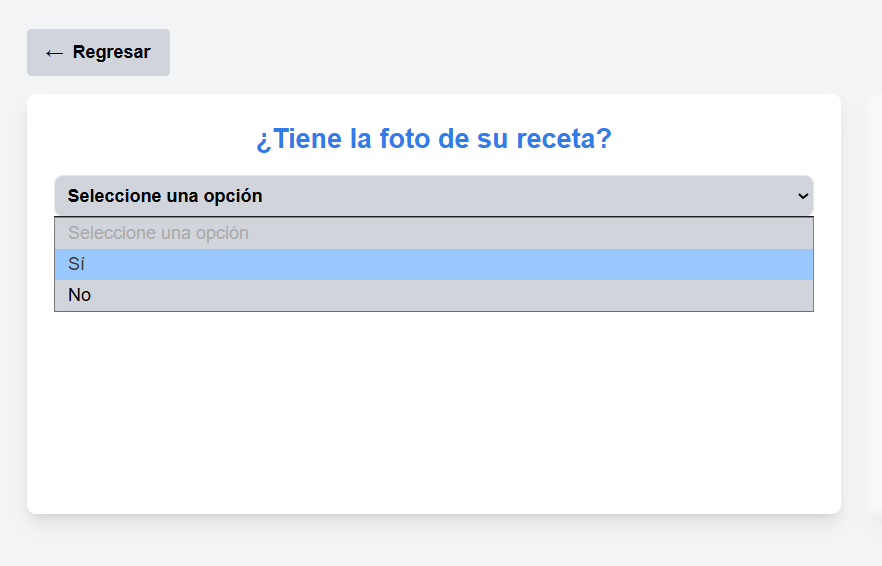 ← Regresar
¿Tiene la foto de su receta?
Seleccione una opción
Seleccione una opción
Sí
No